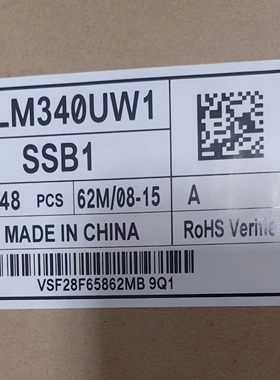 LM340UW1
SSB1
48 PCS 62M/08-15 A
MADE IN CHINA RoHS
VSF28F65862MB 9Q1